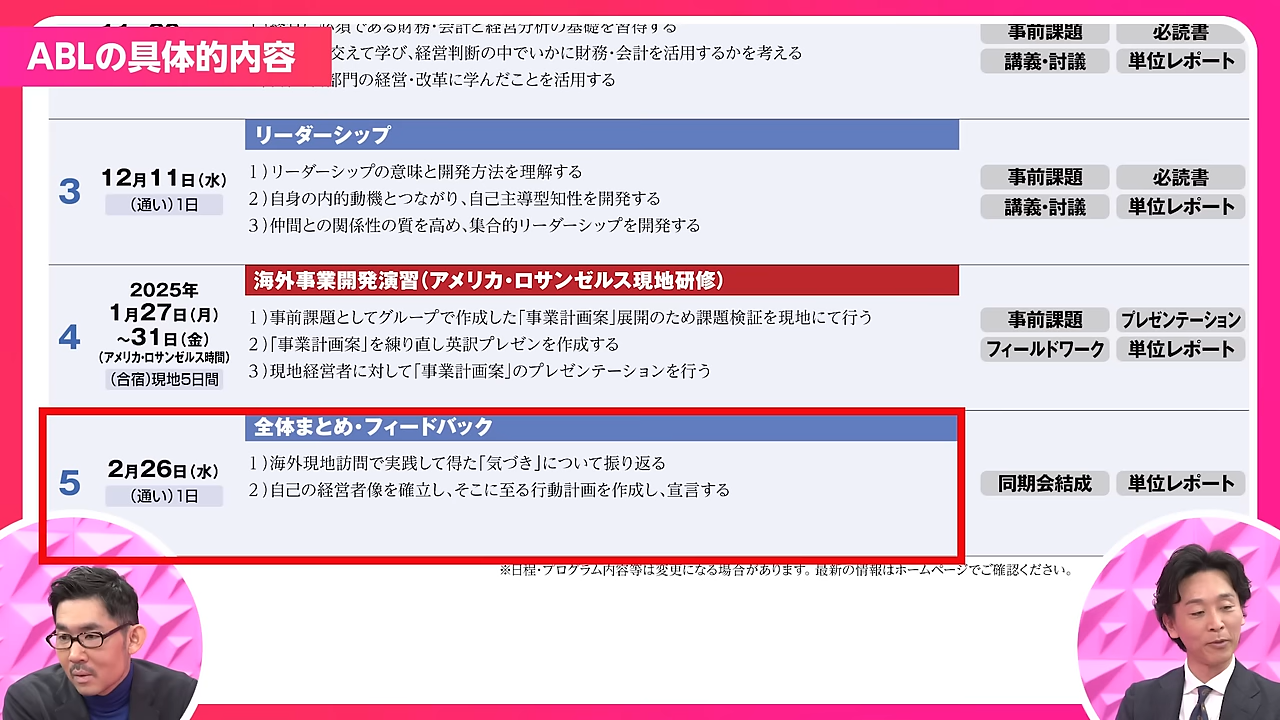 ABLの具体的内容
である財務・会計と経営分析の基礎を習得する
変えて学び、経営判断の中でいかに財務・会計を活用するかを考える
部門の経営・改革に学んだことを活用する
事前課題 必読書
講義・討議 単位レポート
3
12月11日(水)
(通い)1日
リーダーシップ
1)リーダーシップの意味と開発方法を理解する
2)自身の内的動機とつながり、自己主導型知性を開発する
3)仲間との関係性の質を高め、集合的リーダーシップを開発する
事前課題 必読書
講義・討議 単位レポート
4
2025年
1月27日(月)
~31日(金)
(アメリカ・ロサンゼルス時間)
(合宿)現地5日間
海外事業開発演習(アメリカ・ロサンゼルス現地研修)
1)事前課題としてグループで作成した「事業計画案」展開のため課題検証を現地にて行う
2)「事業計画案」を練り直し英訳プレゼンを作成する
3)現地経営者に対して「事業計画案」のプレゼンテーションを行う
事前課題 プレゼンテーション
フィールドワーク 単位レポート
5
2月26日(水)
(通い)1日
全体まとめ・フィードバック
1)海外現地訪問で実践して得た「気づき」について振り返る
2)自己の経営者像を確立し、そこに至る行動計画を作成し、宣言する
同期会結成 単位レポート
※日程・プログラム内容等は変更になる場合があります。最新の情報はホームページでご確認ください。